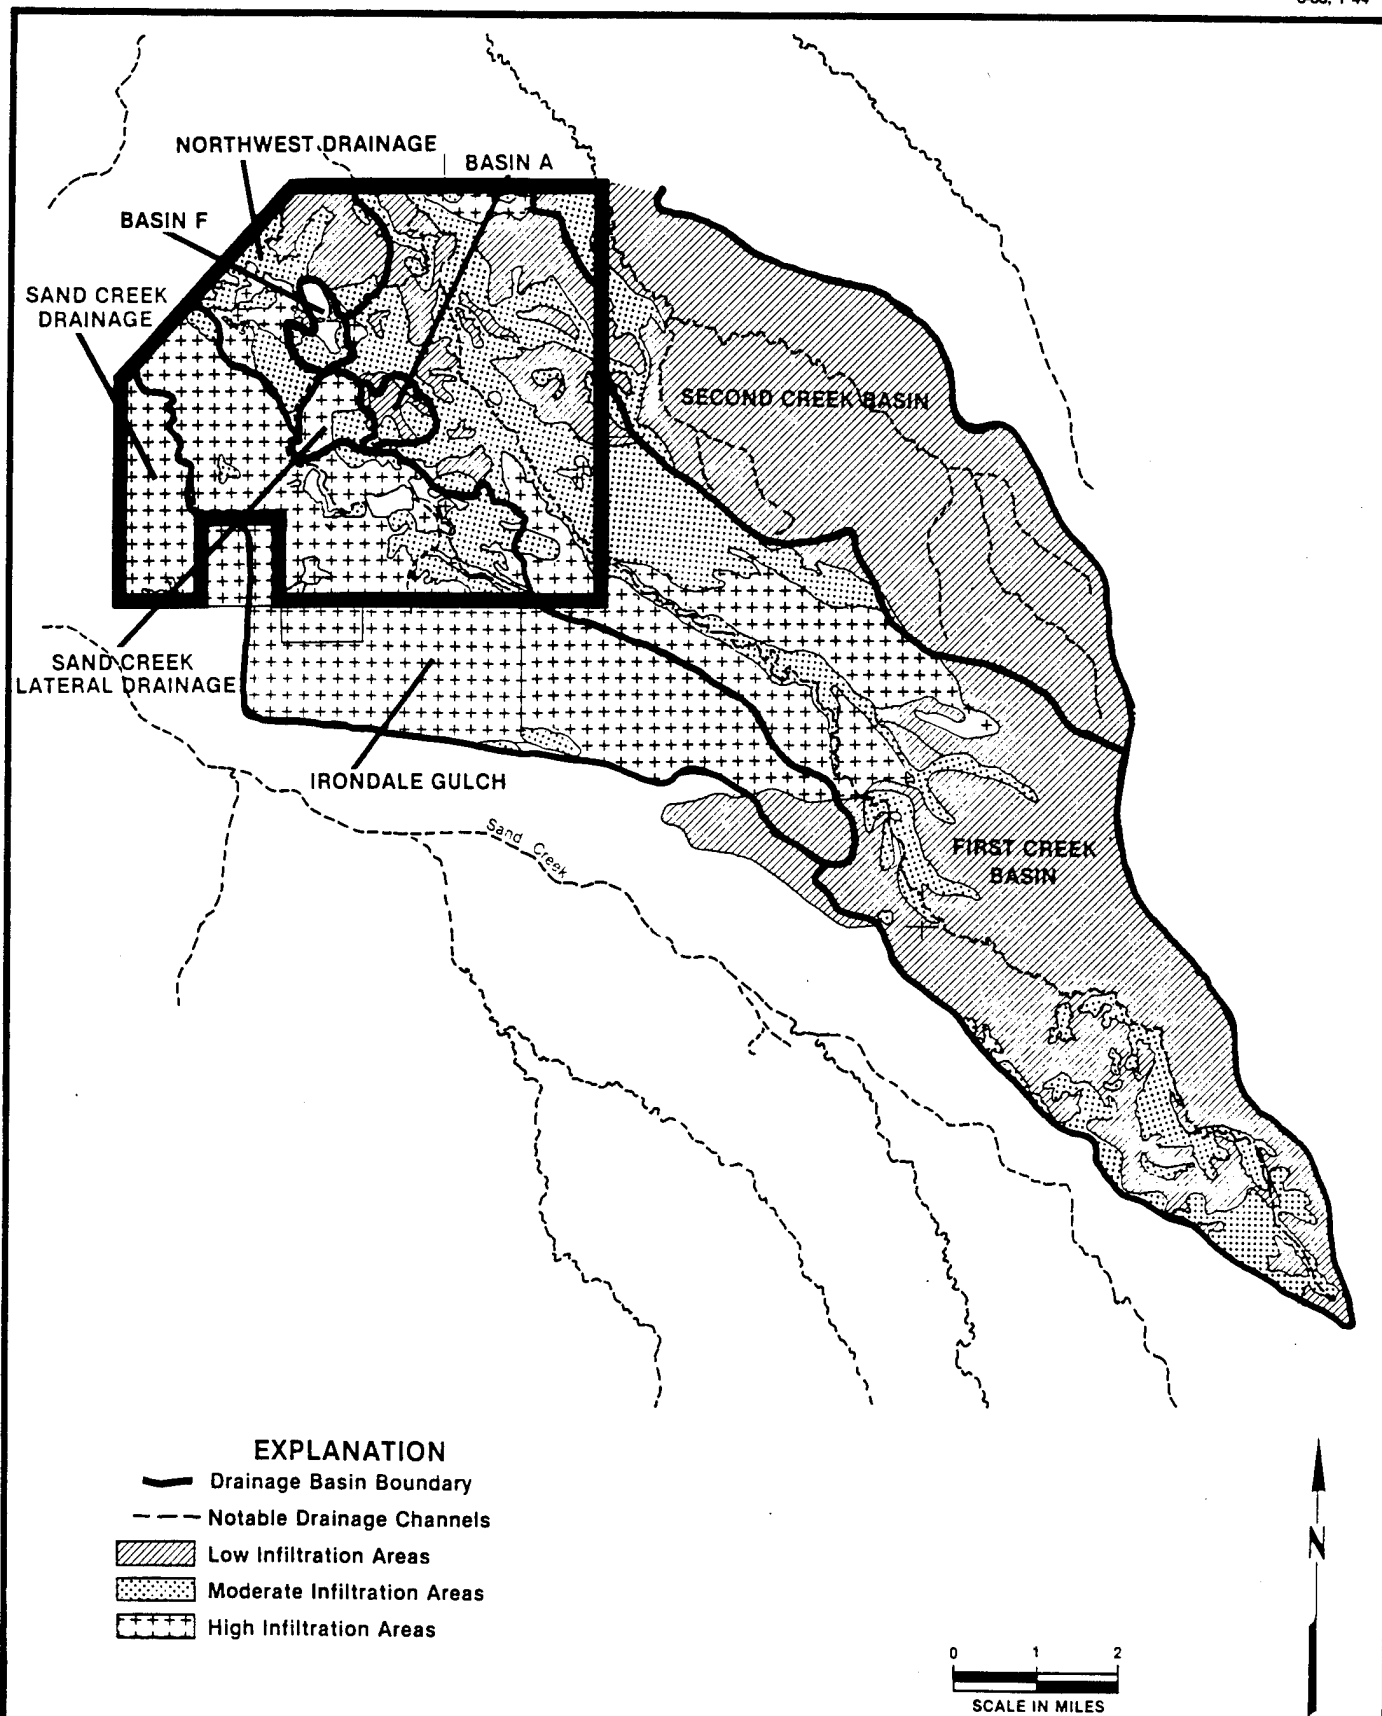 NORTHWEST DRAINAGE
BASIN A
BASIN F
SAND CREEK
DRAINAGE
SECOND CREEK BASIN
SAND CREEK
LATERAL DRAINAGE
IRONDALE GULCH
Sand Creek
FIRST CREEK
BASIN
EXPLANATION
Drainage Basin Boundary
Notable Drainage Channels
Low Infiltration Areas
Moderate Infiltration Areas
High Infiltration Areas
N
0 1 2
SCALE IN MILES